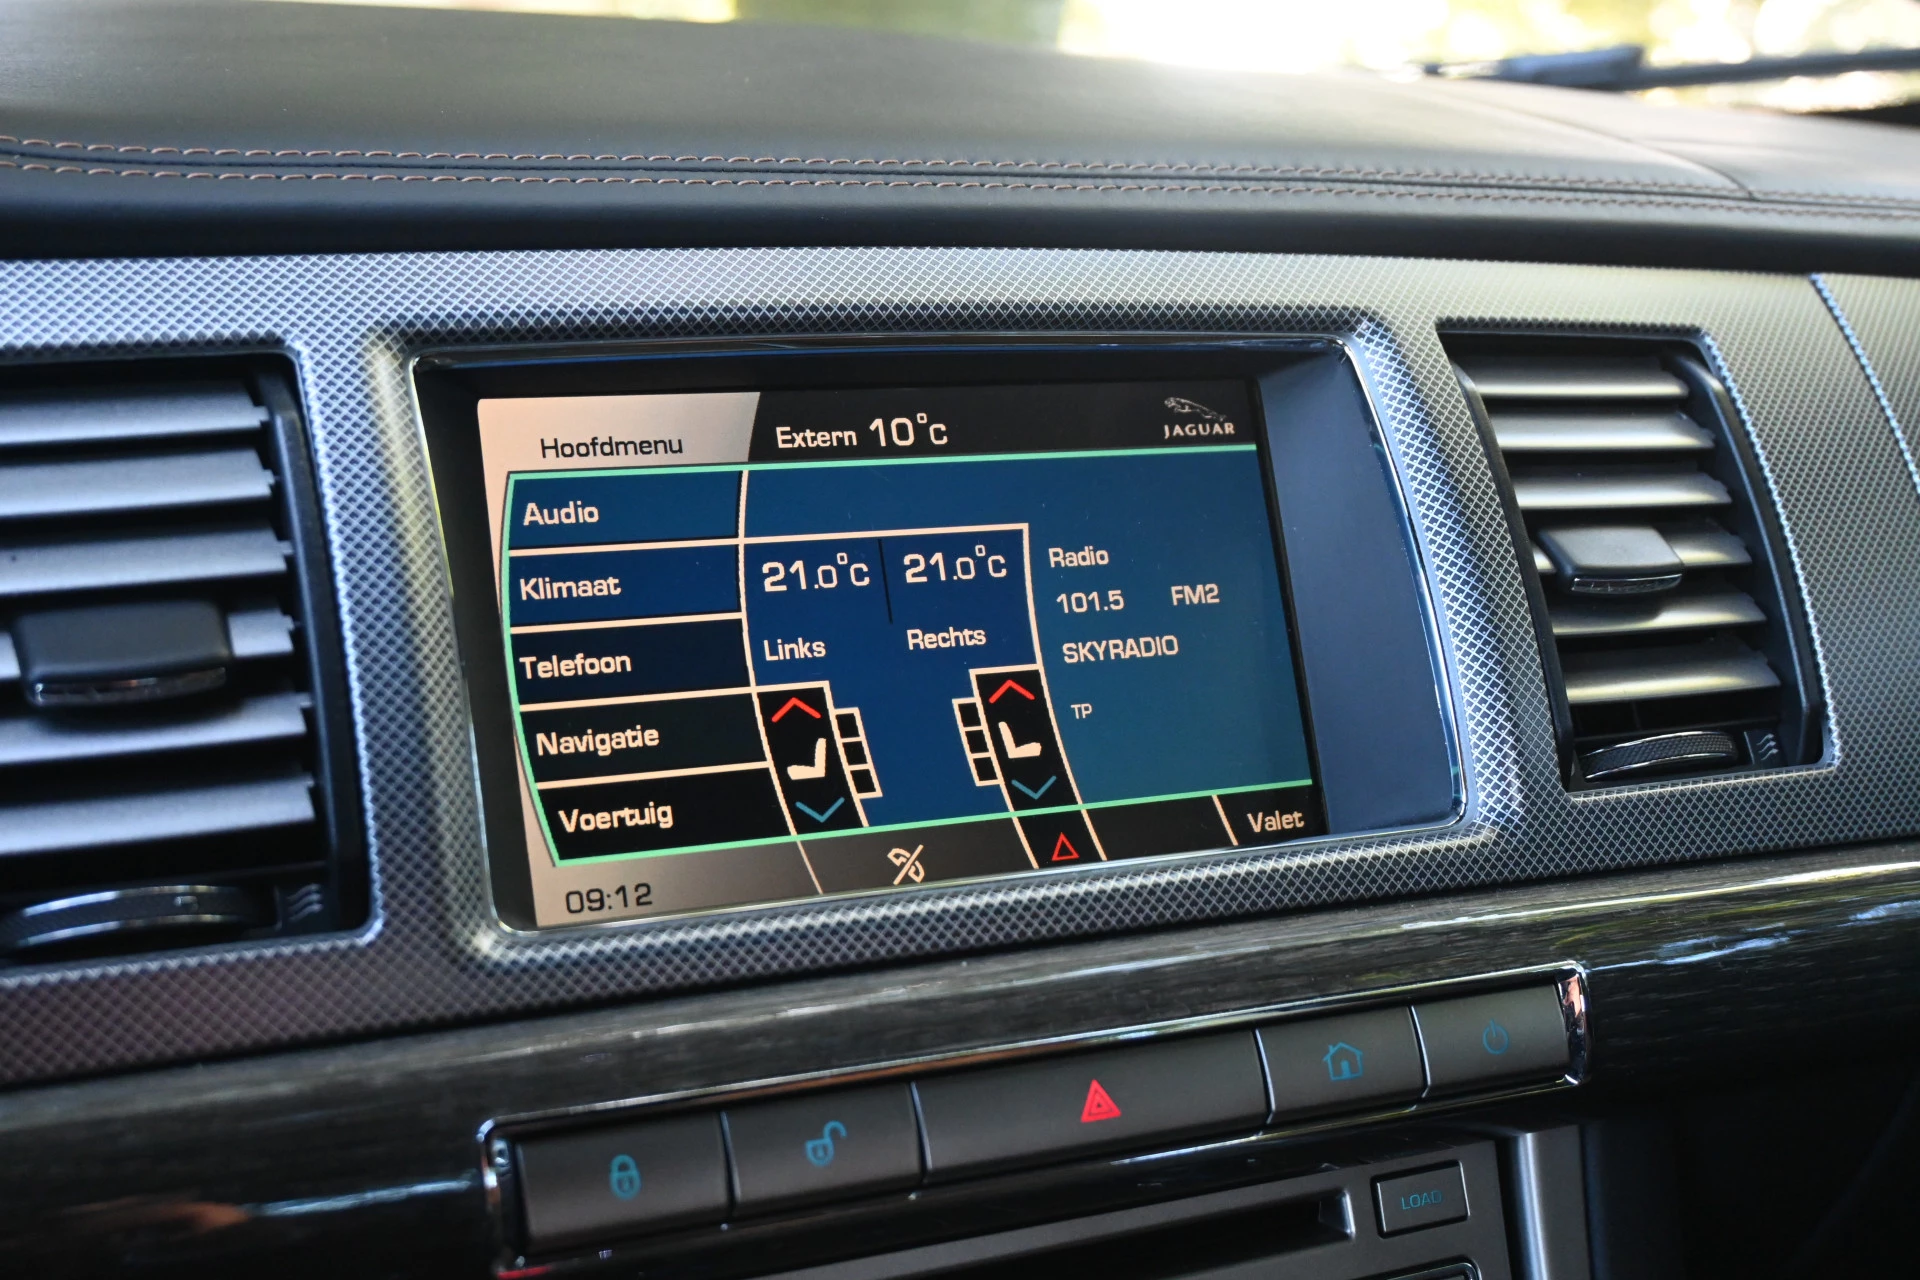 Hoofdmenu
Extern 10°C
JAGUAR
Audio
Klimaat
Telefoon
Navigatie
Voertuig
21.0°C
21.0°C
Links
Rechts
Radio
101.5 FM2
SKYRADIO
TP
Valet
09:12
LOAD